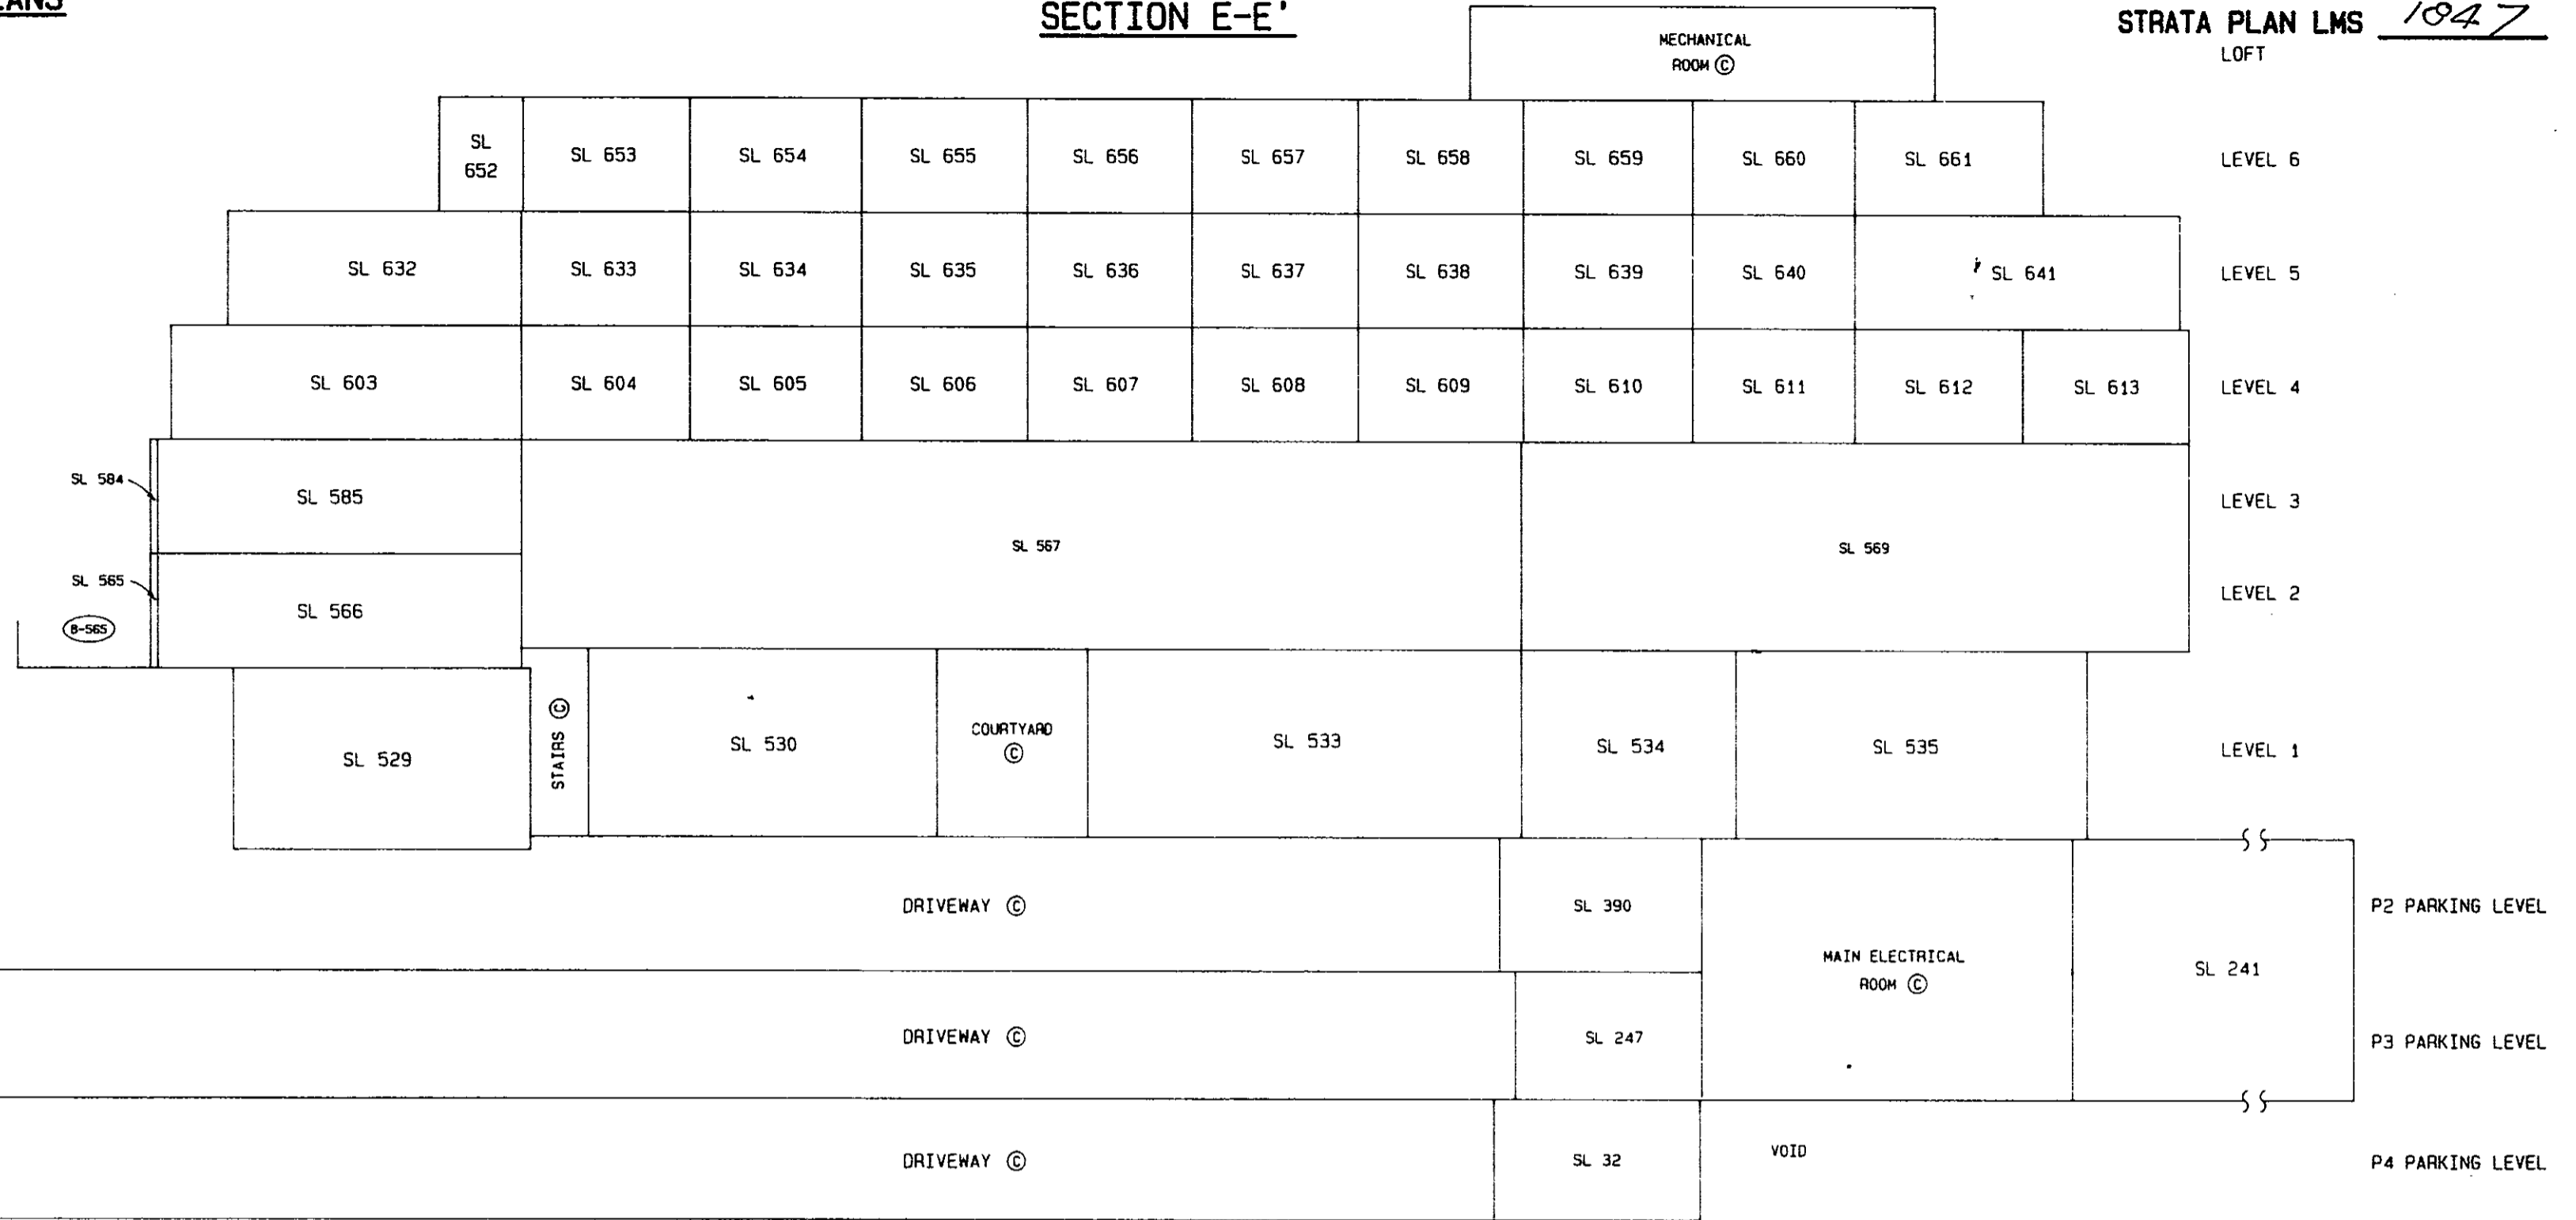 SECTION E-E'
STRATA PLAN LMS 1847
MECHANICAL
ROOM Ⓒ
LOFT
SL
652
SL 653
SL 654
SL 655
SL 656
SL 657
SL 658
SL 659
SL 660
SL 661
LEVEL 6
SL 632
SL 633
SL 634
SL 635
SL 636
SL 637
SL 638
SL 639
SL 640
SL 641
LEVEL 5
SL 603
SL 604
SL 605
SL 606
SL 607
SL 608
SL 609
SL 610
SL 611
SL 612
SL 613
LEVEL 4
SL 584
SL 585
LEVEL 3
SL 567
SL 569
SL 565
SL 566
LEVEL 2
B-565
SL 529
STAIRS Ⓒ
SL 530
COURTYARD
Ⓒ
SL 533
SL 534
SL 535
LEVEL 1
DRIVEWAY Ⓒ
SL 390
P2 PARKING LEVEL
MAIN ELECTRICAL
ROOM Ⓒ
SL 241
DRIVEWAY Ⓒ
SL 247
P3 PARKING LEVEL
DRIVEWAY Ⓒ
SL 32
VOID
P4 PARKING LEVEL